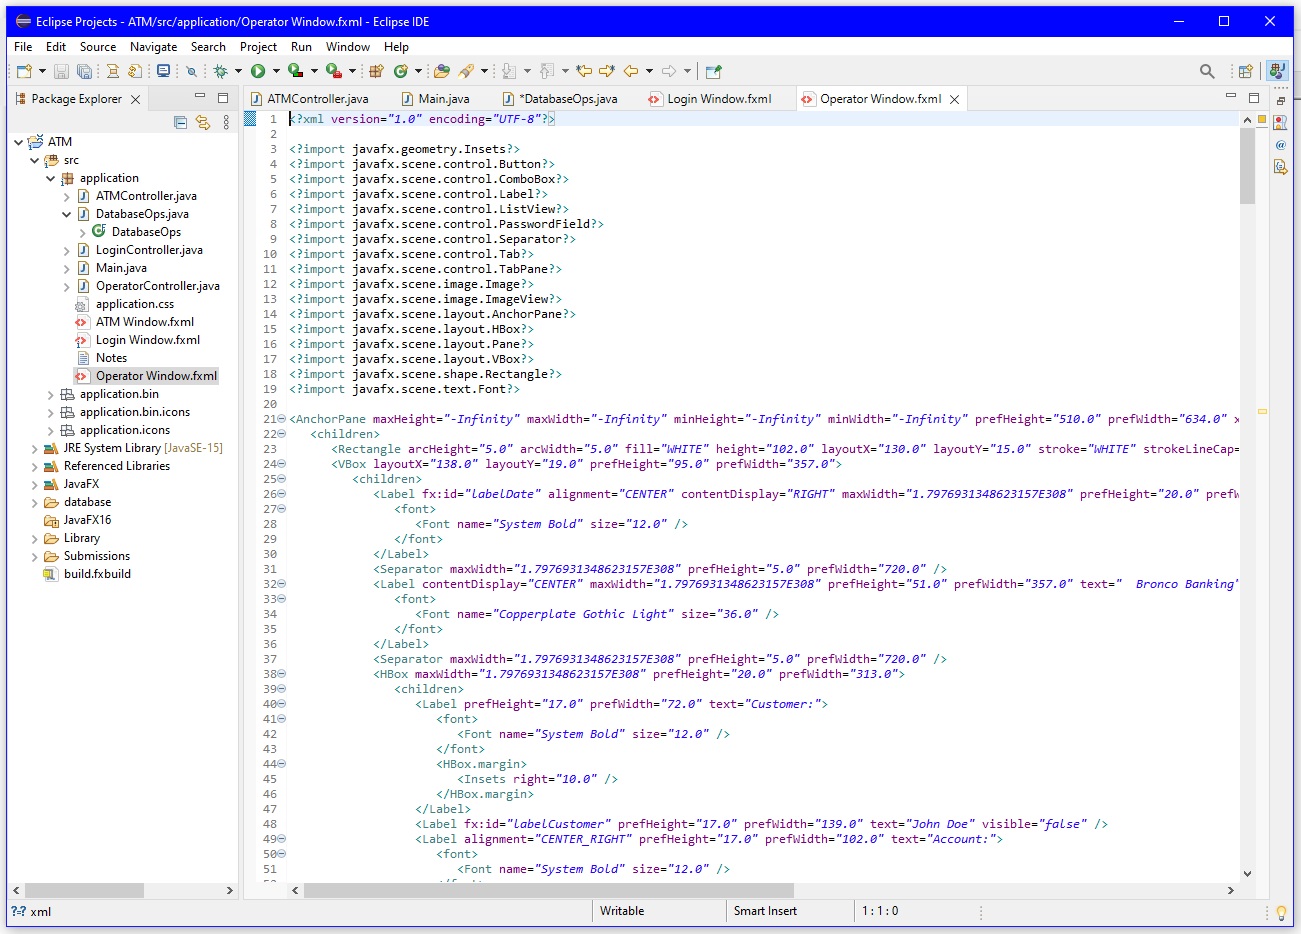 Eclipse Projects - ATM/src/application/Operator Window.fxml - Eclipse IDE
File Edit Source Navigate Search Project Run Window Help
Package Explorer
ATM
src
application
ATMController.java
DatabaseOps.java
DatabaseOps
LoginController.java
Main.java
OperatorController.java
application.css
ATM Window.fxml
Login Window.fxml
Notes
Operator Window.fxml
application.bin
application.bin.icons
application.icons
JRE System Library [JavaSE-15]
Referenced Libraries
JavaFX
database
JavaFX16
Library
Submissions
build.fxbuild
ATMController.java Main.java *DatabaseOps.java Login Window.fxml Operator Window.fxml
1 <?xml version="1.0" encoding="UTF-8"?>
2
3 <?import javafx.geometry.Insets?>
4 <?import javafx.scene.control.Button?>
5 <?import javafx.scene.control.ComboBox?>
6 <?import javafx.scene.control.Label?>
7 <?import javafx.scene.control.ListView?>
8 <?import javafx.scene.control.PasswordField?>
9 <?import javafx.scene.control.Separator?>
10 <?import javafx.scene.control.Tab?>
11 <?import javafx.scene.control.TabPane?>
12 <?import javafx.scene.image.Image?>
13 <?import javafx.scene.image.ImageView?>
14 <?import javafx.scene.layout.AnchorPane?>
15 <?import javafx.scene.layout.HBox?>
16 <?import javafx.scene.layout.Pane?>
17 <?import javafx.scene.layout.VBox?>
18 <?import javafx.scene.shape.Rectangle?>
19 <?import javafx.scene.text.Font?>
20
21 <AnchorPane maxHeight="-Infinity" maxWidth="-Infinity" minHeight="-Infinity" minWidth="-Infinity" prefHeight="510.0" prefWidth="634.0" x
22 <children>
23 <Rectangle arcHeight="5.0" arcWidth="5.0" fill="WHITE" height="102.0" layoutX="130.0" layoutY="15.0" stroke="WHITE" strokeLineCap=
24 <VBox layoutX="138.0" layoutY="19.0" prefHeight="95.0" prefWidth="357.0">
25 <children>
26 <Label fx:id="labelDate" alignment="CENTER" contentDisplay="RIGHT" maxWidth="1.7976931348623157E308" prefHeight="20.0" prefW
27 <font>
28 <Font name="System Bold" size="12.0" />
29 </font>
30 </Label>
31 <Separator maxWidth="1.7976931348623157E308" prefHeight="5.0" prefWidth="720.0" />
32 <Label contentDisplay="CENTER" maxWidth="1.7976931348623157E308" prefHeight="51.0" prefWidth="357.0" text="  Bronco Banking"
33 <font>
34 <Font name="Copperplate Gothic Light" size="36.0" />
35 </font>
36 </Label>
37 <Separator maxWidth="1.7976931348623157E308" prefHeight="5.0" prefWidth="720.0" />
38 <HBox maxWidth="1.7976931348623157E308" prefHeight="20.0" prefWidth="313.0">
39 <children>
40 <Label prefHeight="17.0" prefWidth="72.0" text="Customer:">
41 <font>
42 <Font name="System Bold" size="12.0" />
43 </font>
44 <HBox.margin>
45 <Insets right="10.0" />
46 </HBox.margin>
47 </Label>
48 <Label fx:id="labelCustomer" prefHeight="17.0" prefWidth="139.0" text="John Doe" visible="false" />
49 <Label alignment="CENTER_RIGHT" prefHeight="17.0" prefWidth="102.0" text="Account:">
50 <font>
51 <Font name="System Bold" size="12.0" />
xml Writable Smart Insert 1 : 1 : 0